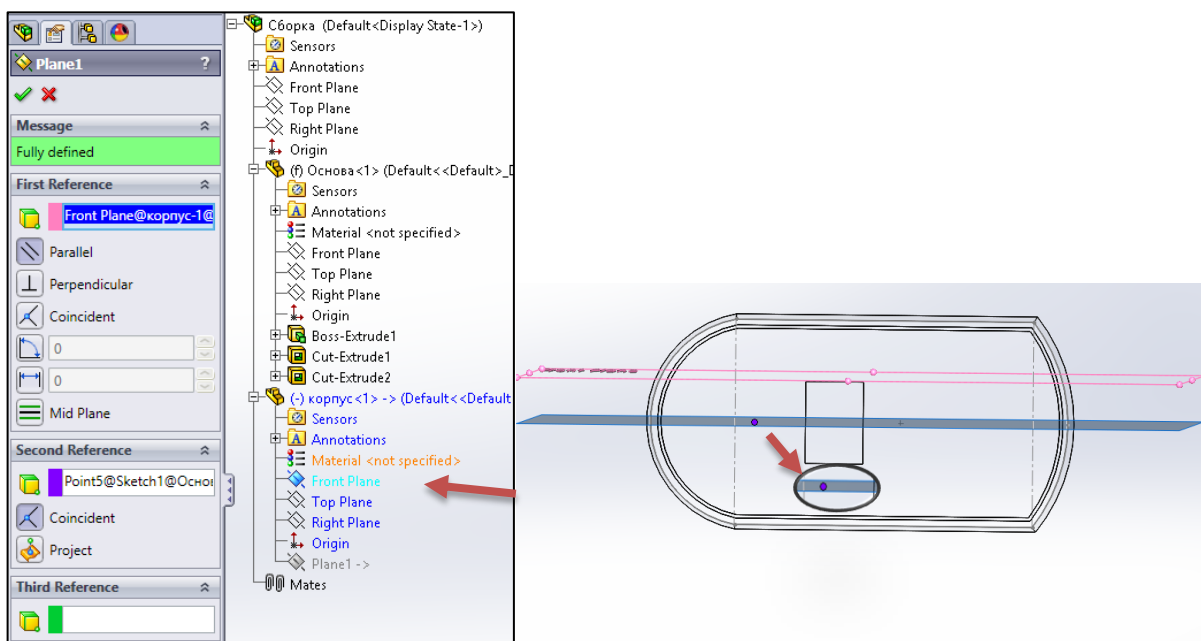 Plane1 ?
Message
Fully defined
First Reference
Front Plane@корпус-1@
Parallel
Perpendicular
Coincident
0
0
Mid Plane
Second Reference
Point5@Sketch1@Осно
Coincident
Project
Third Reference
Сборка (Default<Display State-1>)
Sensors
Annotations
Front Plane
Top Plane
Right Plane
Origin
(f) Основа<1> (Default<<Default>_D
Sensors
Annotations
Material <not specified>
Front Plane
Top Plane
Right Plane
Origin
Boss-Extrude1
Cut-Extrude1
Cut-Extrude2
(-) корпус<1> -> (Default<<Default
Sensors
Annotations
Material <not specified>
Front Plane
Top Plane
Right Plane
Origin
Plane1 ->
Mates